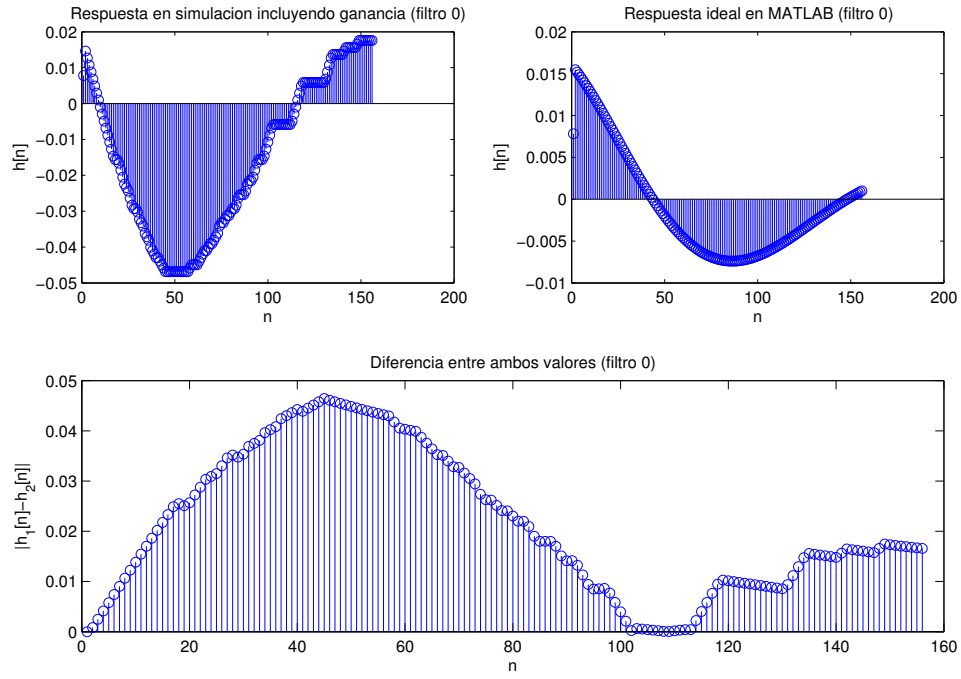 Respuesta en simulacion incluyendo ganancia (filtro 0)
0.02
0.01
0
−0.01
−0.02
−0.03
−0.04
−0.05
h[n]
0 50 100 150 200
n
Respuesta ideal en MATLAB (filtro 0)
0.02
0.015
0.01
0.005
0
−0.005
−0.01
h[n]
0 50 100 150 200
n
Diferencia entre ambos valores (filtro 0)
0.05
0.04
0.03
0.02
0.01
0
|h₁[n]−h₂[n]|
0 20 40 60 80 100 120 140 160
n